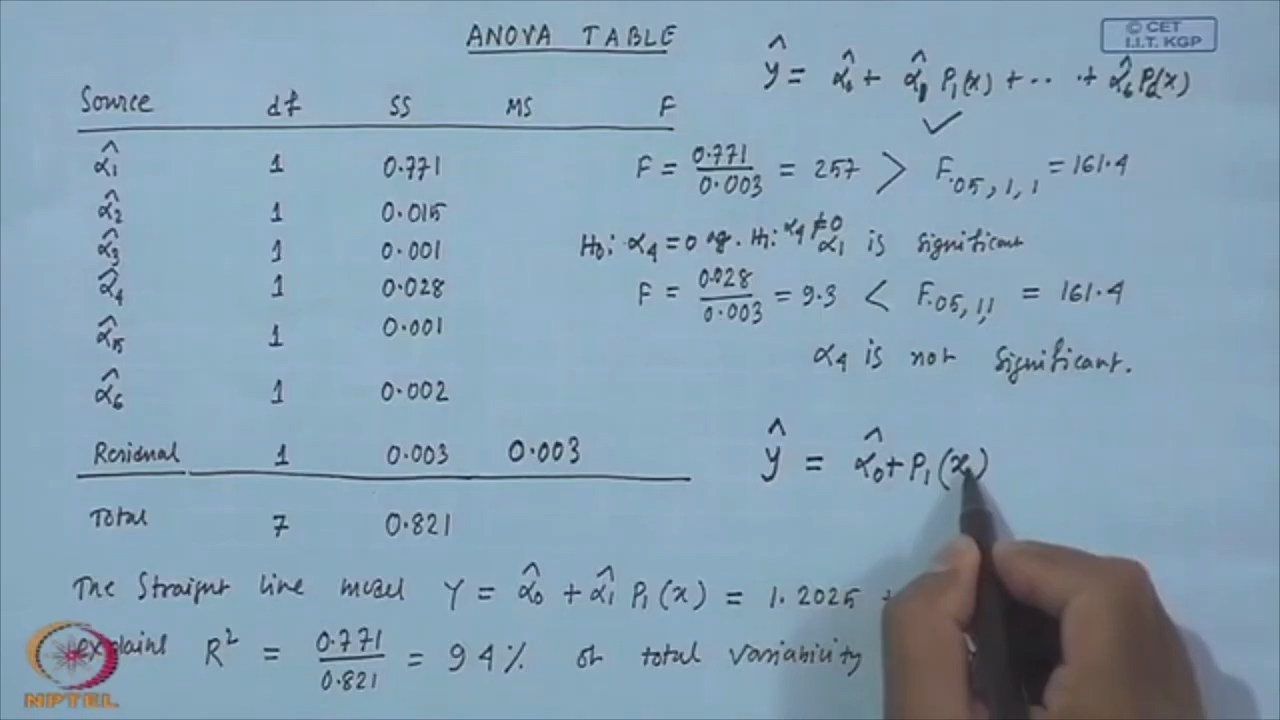 ANOVA TABLE
© CET
I.I.T. KGP
ŷ = α̂₀ + α̂₁ P₁(x) + ... + α̂₆ P₆(x)
✓
Source df SS MS F
α̂₁ 1 0.771 F = 0.771/0.003 = 257 > F.05, 1, 1 = 161.4
α̂₂ 1 0.015
α̂₃ 1 0.001 H₀: α₄ = 0 ag. H₁: α₄ ≠ 0 α₁ is significant
α̂₄ 1 0.028 F = 0.028/0.003 = 9.3 < F.05, 1, 1 = 161.4
α̂₅ 1 0.001 α₄ is not significant.
α̂₆ 1 0.002
Residual 1 0.003 0.003 ŷ = α̂₀ + P₁(x)
Total 7 0.821
The Straight line model Y = α̂₀ + α̂₁ P₁(x) = 1.2025 +
explains R² = 0.771/0.821 = 94% of total variability
NPTEL